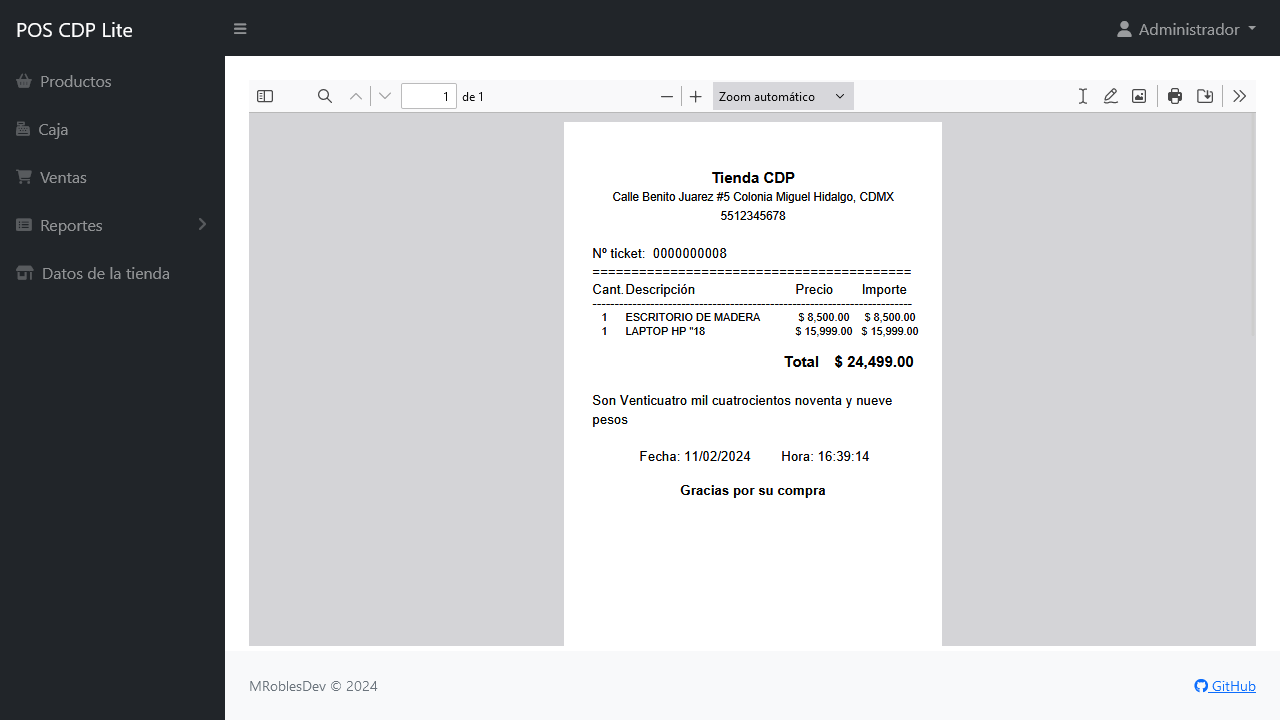 POS CDP Lite
Administrador
Productos
Caja
Ventas
Reportes
Datos de la tienda
1 de 1
Zoom automático
Tienda CDP
Calle Benito Juarez #5 Colonia Miguel Hidalgo, CDMX
5512345678
Nº ticket: 0000000008
=========================================
Cant. Descripción Precio Importe
--------------------------------------------------------------------------------
1 ESCRITORIO DE MADERA $ 8,500.00 $ 8,500.00
1 LAPTOP HP "18 $ 15,999.00 $ 15,999.00
Total $ 24,499.00
Son Venticuatro mil cuatrocientos noventa y nueve
pesos
Fecha: 11/02/2024 Hora: 16:39:14
Gracias por su compra
MRoblesDev © 2024
GitHub